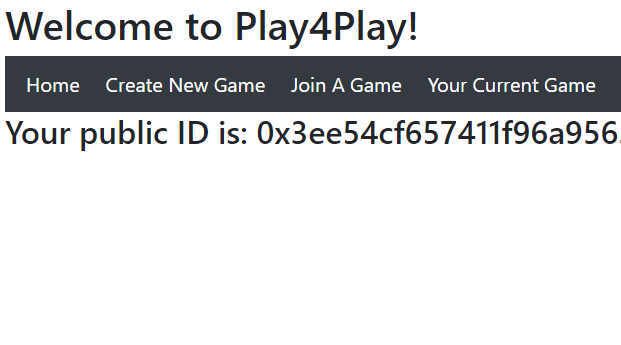 Welcome to Play4Play!
Home Create New Game Join A Game Your Current Game
Your public ID is: 0x3ee54cf657411f96a956